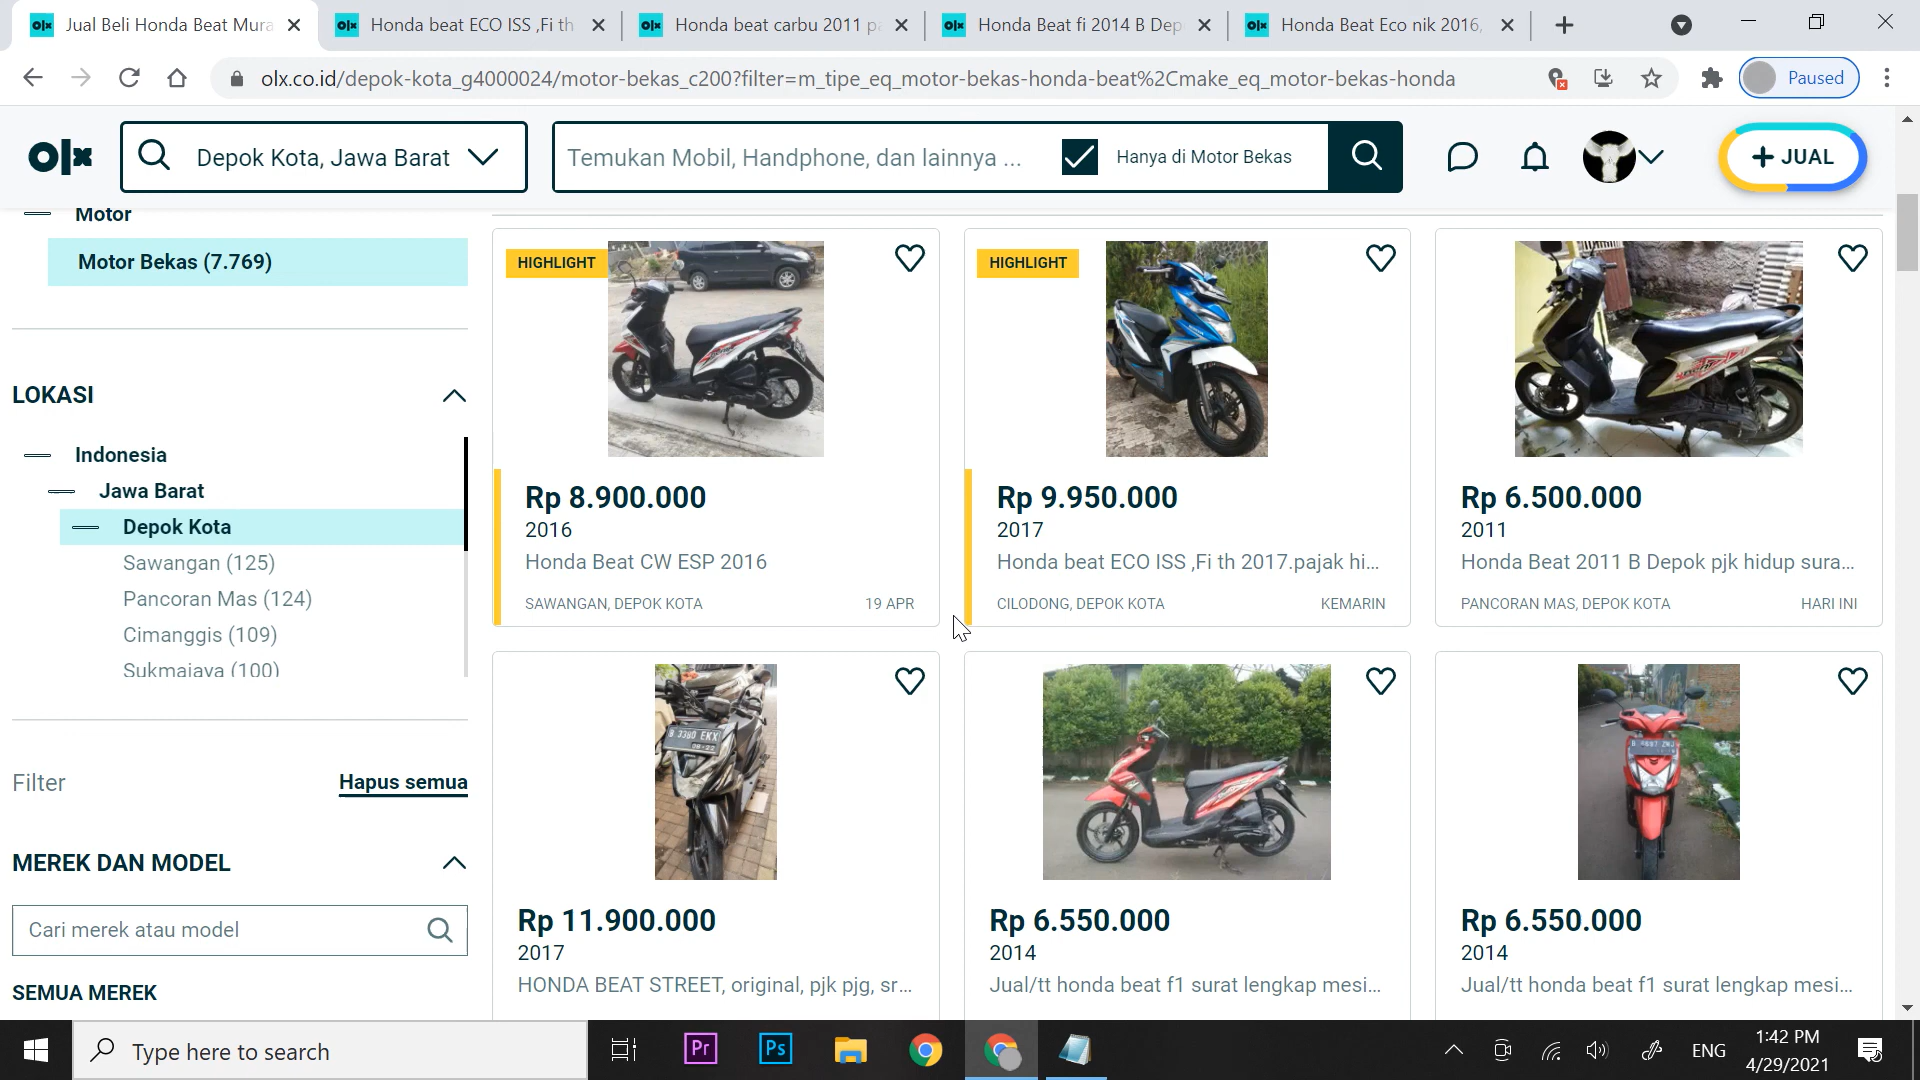 Jual Beli Honda Beat Mura
Honda beat ECO ISS ,Fi th
Honda beat carbu 2011 p
Honda Beat fi 2014 B Dep
Honda Beat Eco nik 2016,
olx.co.id/depok-kota_g4000024/motor-bekas_c200?filter=m_tipe_eq_motor-bekas-honda-beat%2Cmake_eq_motor-bekas-honda
Paused
olx
Depok Kota, Jawa Barat
Temukan Mobil, Handphone, dan lainnya ...
Hanya di Motor Bekas
+ JUAL
Motor
Motor Bekas (7.769)
LOKASI
Indonesia
Jawa Barat
Depok Kota
Sawangan (125)
Pancoran Mas (124)
Cimanggis (109)
Sukmajaya (100)
Filter
Hapus semua
MEREK DAN MODEL
Cari merek atau model
SEMUA MEREK
HIGHLIGHT
Rp 8.900.000
2016
Honda Beat CW ESP 2016
SAWANGAN, DEPOK KOTA
19 APR
HIGHLIGHT
Rp 9.950.000
2017
Honda beat ECO ISS ,Fi th 2017.pajak hi...
CILODONG, DEPOK KOTA
KEMARIN
Rp 6.500.000
2011
Honda Beat 2011 B Depok pjk hidup sura...
PANCORAN MAS, DEPOK KOTA
HARI INI
B 3380 EKX
Rp 11.900.000
2017
HONDA BEAT STREET, original, pjk pjg, sr...
Rp 6.550.000
2014
Jual/tt honda beat f1 surat lengkap mesi...
Rp 6.550.000
2014
Jual/tt honda beat f1 surat lengkap mesi...
Type here to search
Pr
Ps
ENG
1:42 PM
4/29/2021